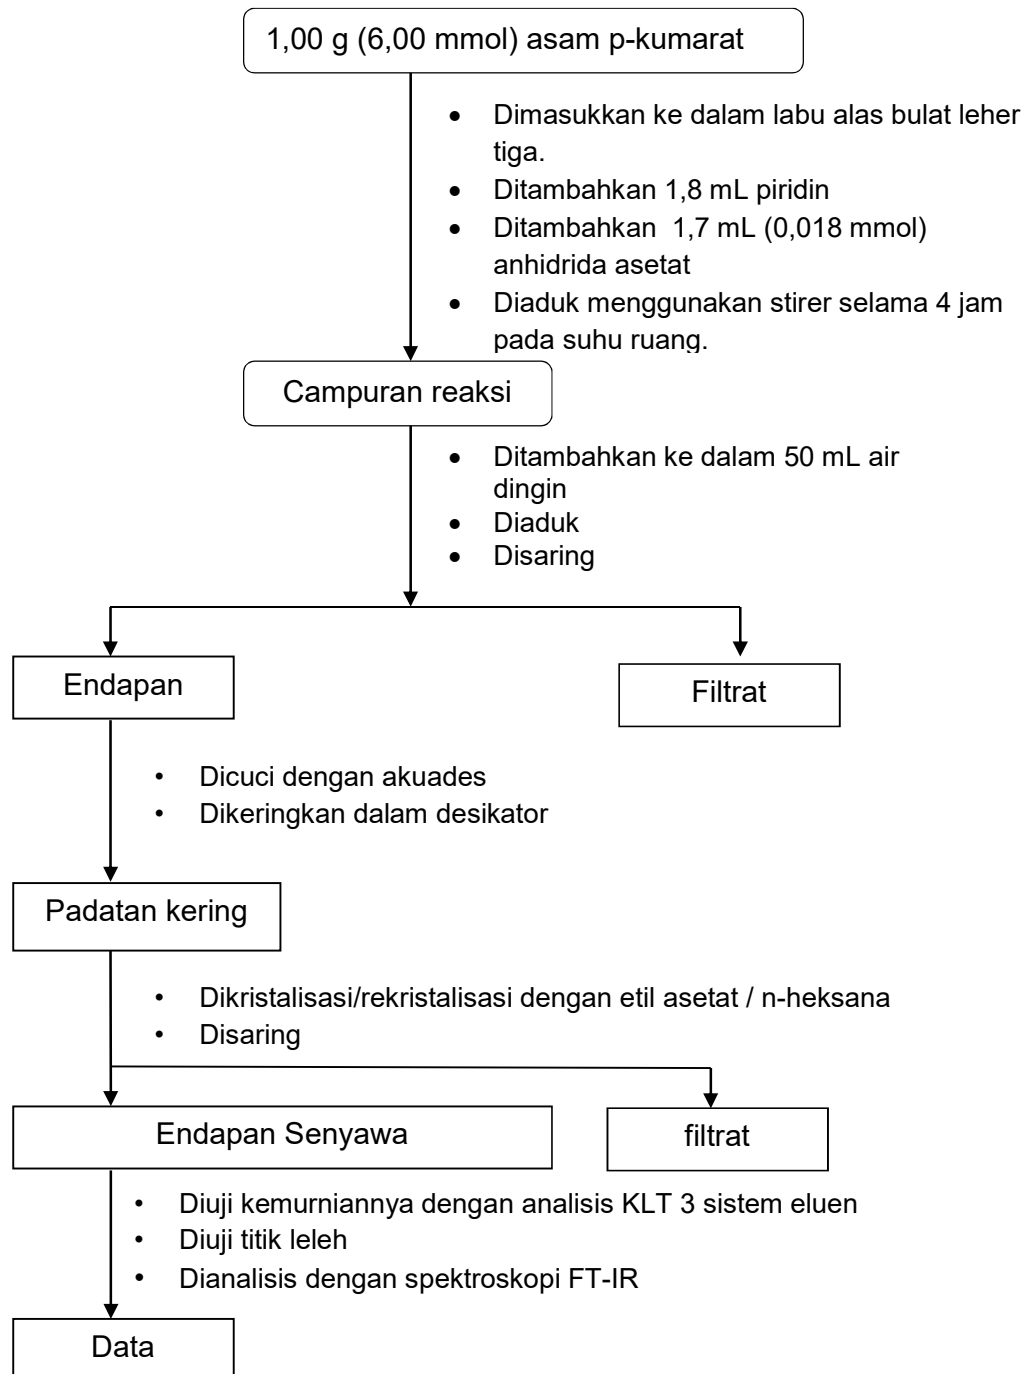 1,00 g (6,00 mmol) asam p-kumarat
• Dimasukkan ke dalam labu alas bulat leher
tiga.
• Ditambahkan 1,8 mL piridin
• Ditambahkan  1,7 mL (0,018 mmol)
anhidrida asetat
• Diaduk menggunakan stirer selama 4 jam
pada suhu ruang.
Campuran reaksi
• Ditambahkan ke dalam 50 mL air
dingin
• Diaduk
• Disaring
Endapan
Filtrat
• Dicuci dengan akuades
• Dikeringkan dalam desikator
Padatan kering
• Dikristalisasi/rekristalisasi dengan etil asetat / n-heksana
• Disaring
Endapan Senyawa
filtrat
• Diuji kemurniannya dengan analisis KLT 3 sistem eluen
• Diuji titik leleh
• Dianalisis dengan spektroskopi FT-IR
Data